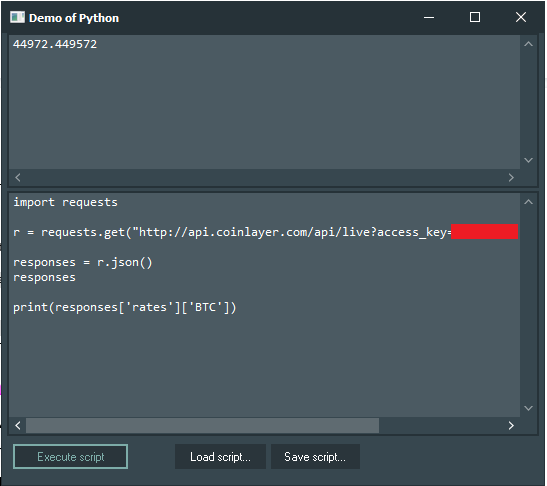 Demo of Python
44972.449572
import requests
r = requests.get("http://api.coinlayer.com/api/live?access_key=
responses = r.json()
responses
print(responses['rates']['BTC'])
Execute script
Load script...
Save script...